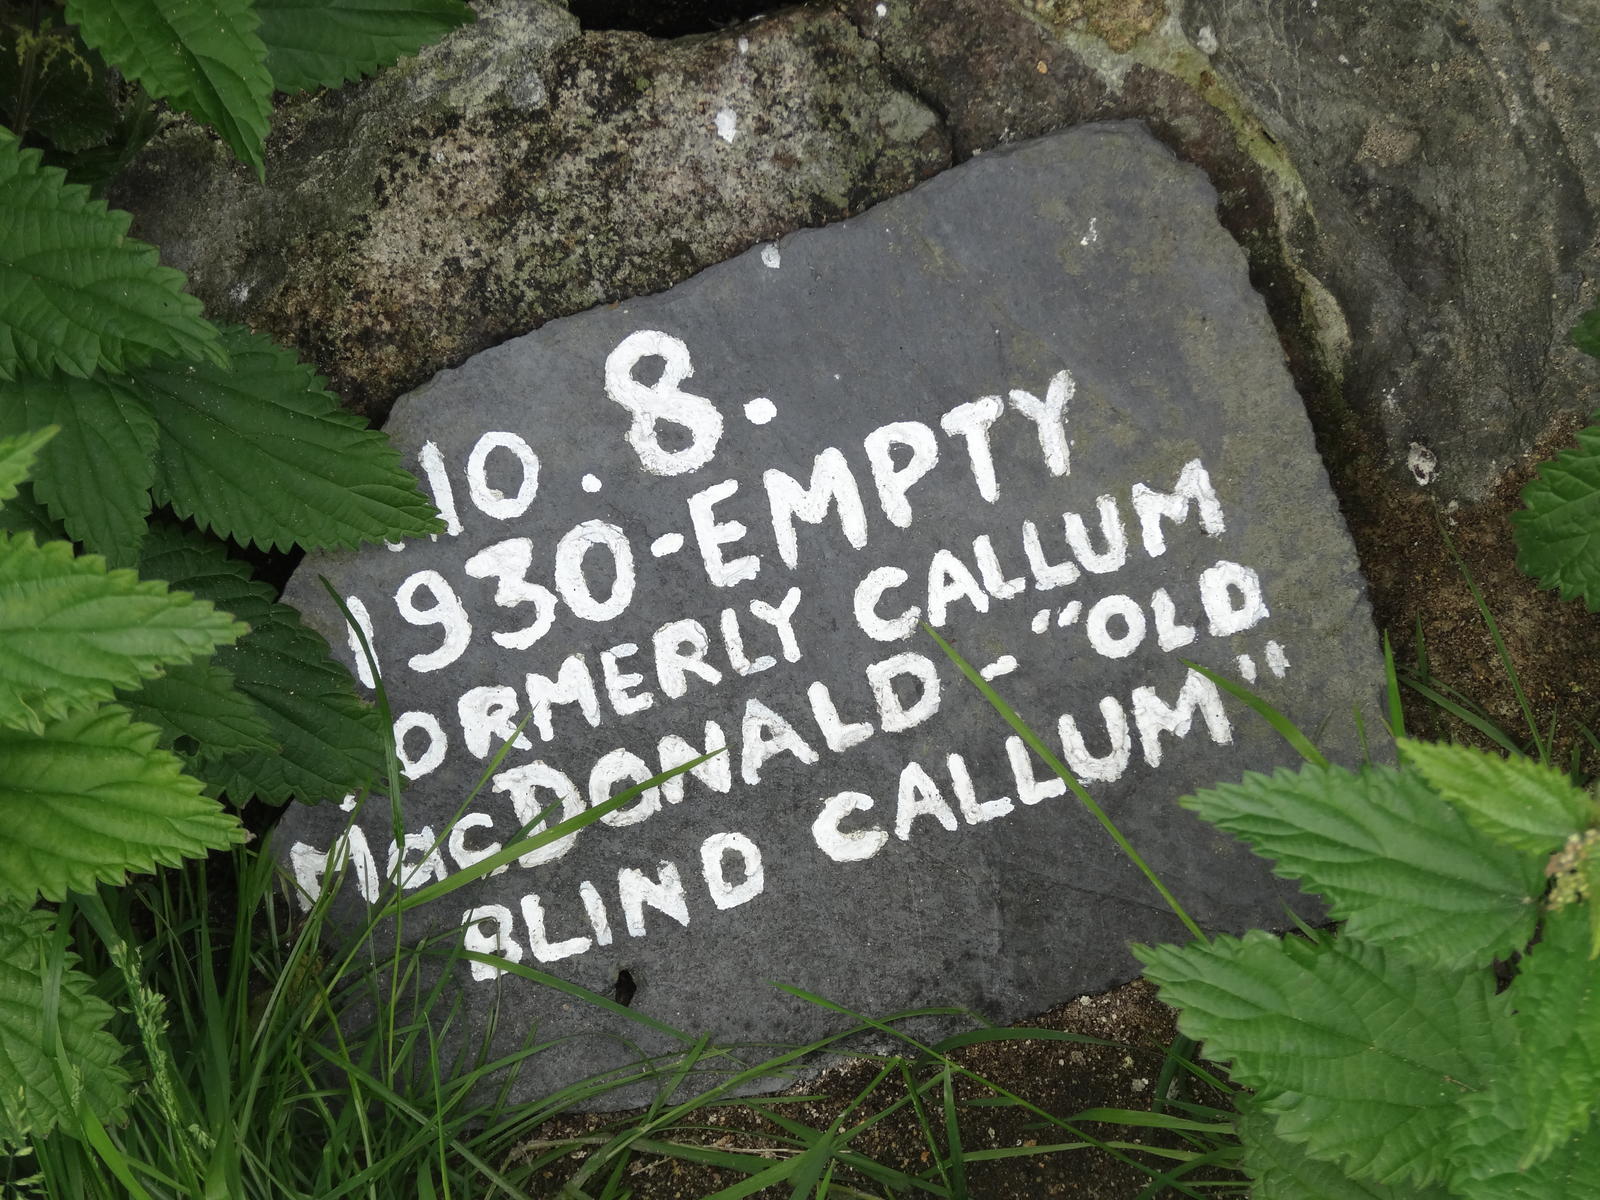 No. 8.
1930-EMPTY
FORMERLY CALLUM
MacDONALD - "OLD
BLIND CALLUM"